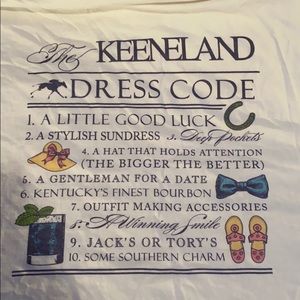 The KEENELAND
DRESS CODE
1. A LITTLE GOOD LUCK
2. A STYLISH SUNDRESS 3. Deep Pockets
4. A HAT THAT HOLDS ATTENTION
(THE BIGGER THE BETTER)
5. A GENTLEMAN FOR A DATE
6. KENTUCKY'S FINEST BOURBON
7. OUTFIT MAKING ACCESSORIES
8. A Winning Smile
9. JACK'S OR TORY'S
10. SOME SOUTHERN CHARM